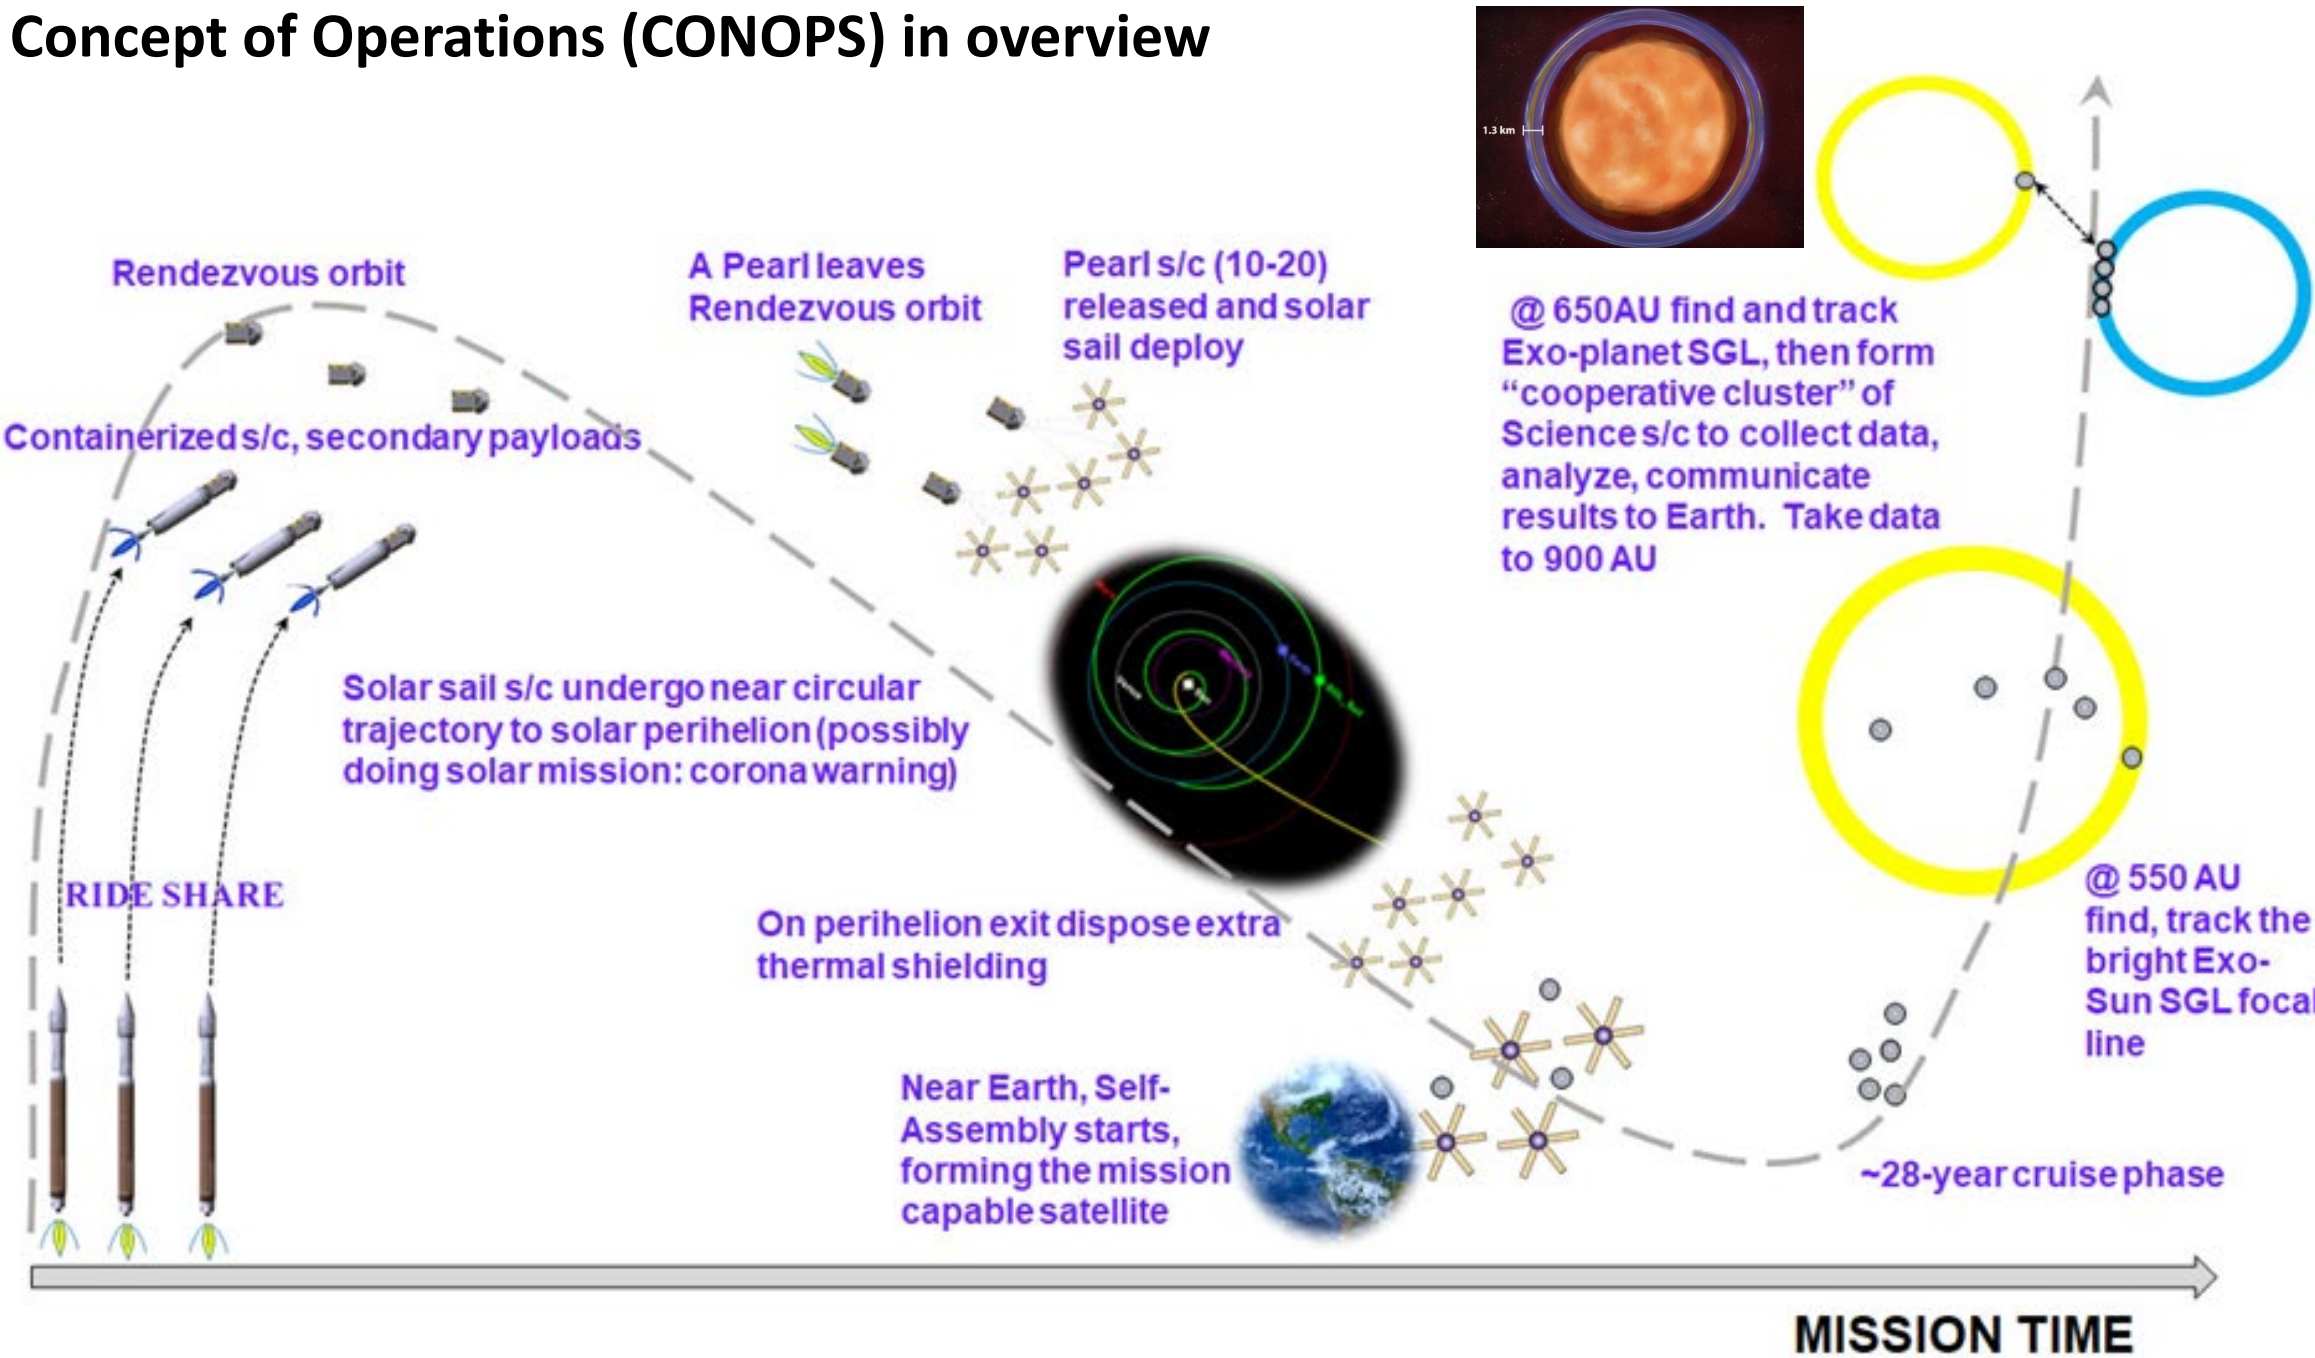 Concept of Operations (CONOPS) in overview
1.3 km
Rendezvous orbit
A Pearl leaves
Rendezvous orbit
Pearl s/c (10-20)
released and solar
sail deploy
@ 650AU find and track
Exo-planet SGL, then form
“cooperative cluster” of
Science s/c to collect data,
analyze, communicate
results to Earth. Take data
to 900 AU
Containerized s/c, secondary payloads
Solar sail s/c undergo near circular
trajectory to solar perihelion (possibly
doing solar mission: corona warning)
Venus
Sun
Earth
RIDE SHARE
On perihelion exit dispose extra
thermal shielding
@ 550 AU
find, track the
bright Exo-
Sun SGL focal
line
Near Earth, Self-
Assembly starts,
forming the mission
capable satellite
~28-year cruise phase
MISSION TIME